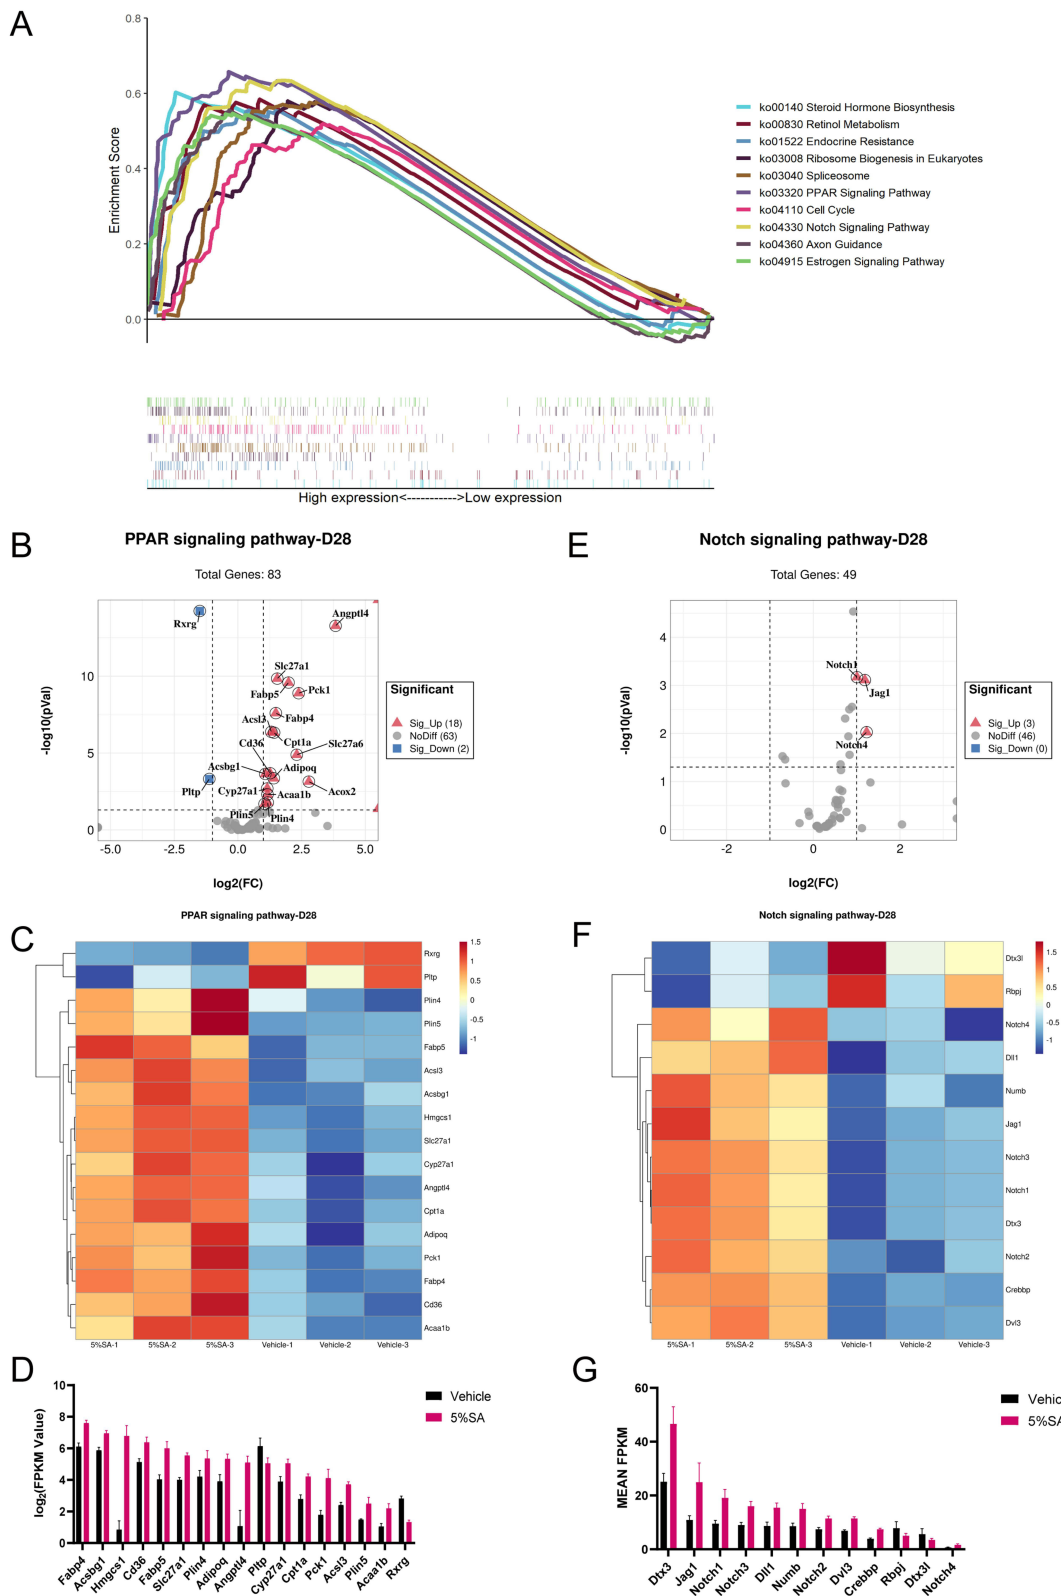 A
0.8
0.6
0.4
0.2
0.0
Enrichment Score
ko00140 Steroid Hormone Biosynthesis
ko00830 Retinol Metabolism
ko01522 Endocrine Resistance
ko03008 Ribosome Biogenesis in Eukaryotes
ko03040 Spliceosome
ko03320 PPAR Signaling Pathway
ko04110 Cell Cycle
ko04330 Notch Signaling Pathway
ko04360 Axon Guidance
ko04915 Estrogen Signaling Pathway
High expression<----------->Low expression
B
PPAR signaling pathway-D28
Total Genes: 83
Rxrg
Angptl4
Slc27a1
Fabp5
Pck1
Fabp4
Acsl3
Cpt1a
Slc27a6
Cd36
Acsbg1
Adipoq
Pltp
Cyp27a1
Acaa1b
Acox2
Plin5
Plin4
10
5
0
-log10(pVal)
-5.0
-2.5
0.0
2.5
5.0
log2(FC)
Significant
Sig_Up (18)
NoDiff (63)
Sig_Down (2)
E
Notch signaling pathway-D28
Total Genes: 49
Notch1
Jag1
Notch4
4
3
2
1
0
-log10(pVal)
-2
0
2
log2(FC)
Significant
Sig_Up (3)
NoDiff (46)
Sig_Down (0)
C
PPAR signaling pathway-D28
Rxrg
Pltp
Plin4
Plin5
Fabp5
Acsl3
Acsbg1
Hmgcs1
Slc27a1
Cyp27a1
Angptl4
Cpt1a
Adipoq
Pck1
Fabp4
Cd36
Acaa1b
5%SA-1
5%SA-2
5%SA-3
Vehicle-1
Vehicle-2
Vehicle-3
1.5
1
0.5
0
-0.5
-1
F
Notch signaling pathway-D28
Dtx3l
Rbpj
Notch4
Dll1
Numb
Jag1
Notch3
Notch1
Dtx3
Notch2
Crebbp
Dvl3
5%SA-1
5%SA-2
5%SA-3
Vehicle-1
Vehicle-2
Vehicle-3
1.5
1
0.5
0
-0.5
-1
D
10
8
6
4
2
0
log2(FPKM Value)
Vehicle
5%SA
Fabp4
Acsbg1
Hmgcs1
Cd36
Fabp5
Slc27a1
Plin4
Adipoq
Angptl4
Pltp
Cyp27a1
Cpt1a
Pck1
Acsl3
Plin5
Acaa1b
Rxrg
G
60
40
20
0
MEAN FPKM
Vehic
5%SA
Dtx3
Jag1
Notch1
Notch3
Dll1
Numb
Notch2
Dvl3
Crebbp
Rbpj
Dtx3l
Notch4